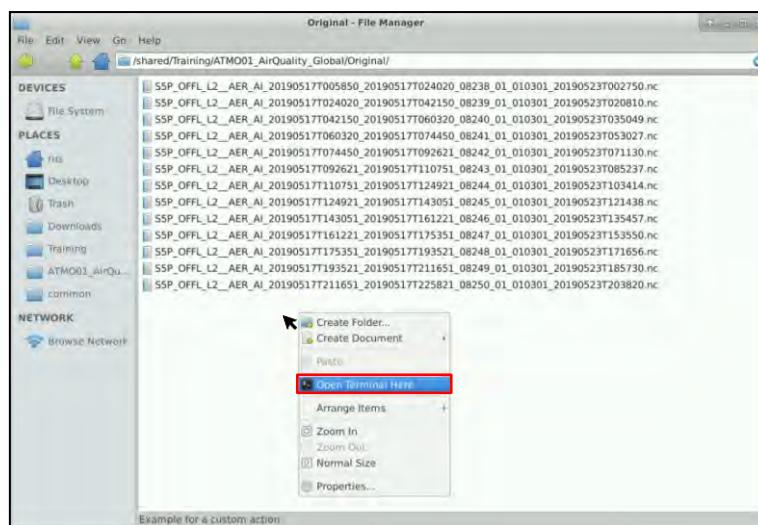 Original - File Manager
File Edit View Go Help
/shared/Training/ATMO01_AirQuality_Global/Original/
DEVICES
File System
PLACES
rus
Desktop
Trash
Downloads
Training
ATMO01_AirQu...
common
NETWORK
Browse Network
S5P_OFFL_L2__AER_AI_20190517T005850_20190517T024020_08238_01_010301_20190523T002750.nc
S5P_OFFL_L2__AER_AI_20190517T024020_20190517T042150_08239_01_010301_20190523T020810.nc
S5P_OFFL_L2__AER_AI_20190517T042150_20190517T060320_08240_01_010301_20190523T035049.nc
S5P_OFFL_L2__AER_AI_20190517T060320_20190517T074450_08241_01_010301_20190523T053027.nc
S5P_OFFL_L2__AER_AI_20190517T074450_20190517T092621_08242_01_010301_20190523T071130.nc
S5P_OFFL_L2__AER_AI_20190517T092621_20190517T110751_08243_01_010301_20190523T085237.nc
S5P_OFFL_L2__AER_AI_20190517T110751_20190517T124921_08244_01_010301_20190523T103414.nc
S5P_OFFL_L2__AER_AI_20190517T124921_20190517T143051_08245_01_010301_20190523T121438.nc
S5P_OFFL_L2__AER_AI_20190517T143051_20190517T161221_08246_01_010301_20190523T135457.nc
S5P_OFFL_L2__AER_AI_20190517T161221_20190517T175351_08247_01_010301_20190523T153550.nc
S5P_OFFL_L2__AER_AI_20190517T175351_20190517T193521_08248_01_010301_20190523T171656.nc
S5P_OFFL_L2__AER_AI_20190517T193521_20190517T211651_08249_01_010301_20190523T185730.nc
S5P_OFFL_L2__AER_AI_20190517T211651_20190517T225821_08250_01_010301_20190523T203820.nc
Create Folder...
Create Document
Paste
Open Terminal Here
Arrange Items
Zoom In
Zoom Out
Normal Size
Properties...
Example for a custom action